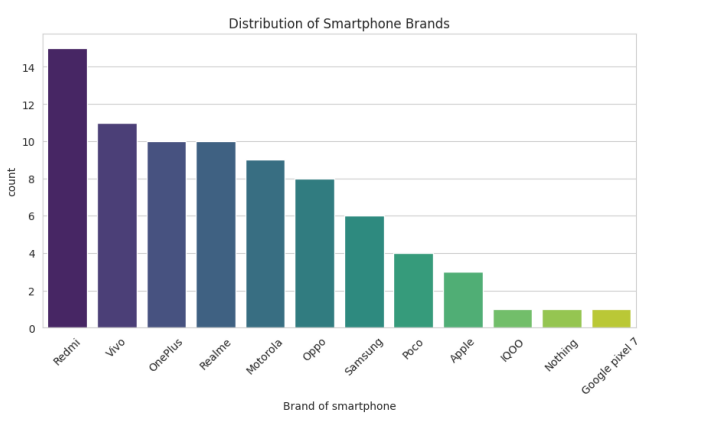 Distribution of Smartphone Brands
14
12
10
8
6
4
2
0
count
Redmi
Vivo
OnePlus
Realme
Motorola
Oppo
Samsung
Poco
Apple
IQOO
Nothing
Google pixel 7
Brand of smartphone